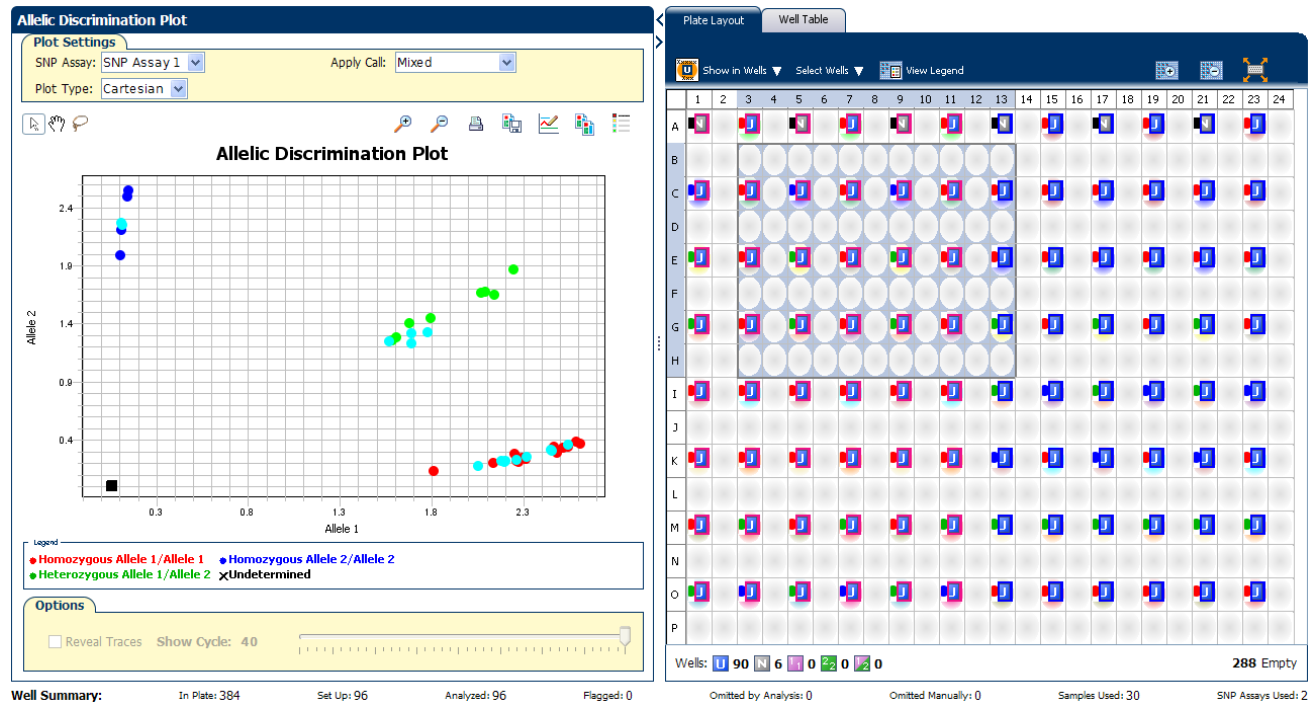 Allelic Discrimination Plot
Plot Settings
SNP Assay: SNP Assay 1 Apply Call: Mixed
Plot Type: Cartesian
Allelic Discrimination Plot
2.4
1.9
1.4
0.9
0.4
Allele 2
0.3 0.8 1.3 1.8 2.3
Allele 1
Legend
Homozygous Allele 1/Allele 1 Homozygous Allele 2/Allele 2
Heterozygous Allele 1/Allele 2 Undetermined
Options
Reveal Traces Show Cycle: 40
Plate Layout Well Table
U Show in Wells ▼ Select Wells ▼ View Legend
1 2 3 4 5 6 7 8 9 10 11 12 13 14 15 16 17 18 19 20 21 22 23 24
A N U N U N U N U N U N U
B
C U U U U U U U U U U U U
D
E U U U U U U U U U U U U
F
G U U U U U U U U U U U U
H
I U U U U U U U U U U U U
J
K U U U U U U U U U U U U
L
M U U U U U U U U U U U U
N
O U U U U U U U U U U U U
P
Wells: U 90 N 6 1/1 0 2/2 0 1/2 0 288 Empty
Well Summary: In Plate: 384 Set Up: 96 Analyzed: 96 Flagged: 0 Omitted by Analysis: 0 Omitted Manually: 0 Samples Used: 30 SNP Assays Used: 2